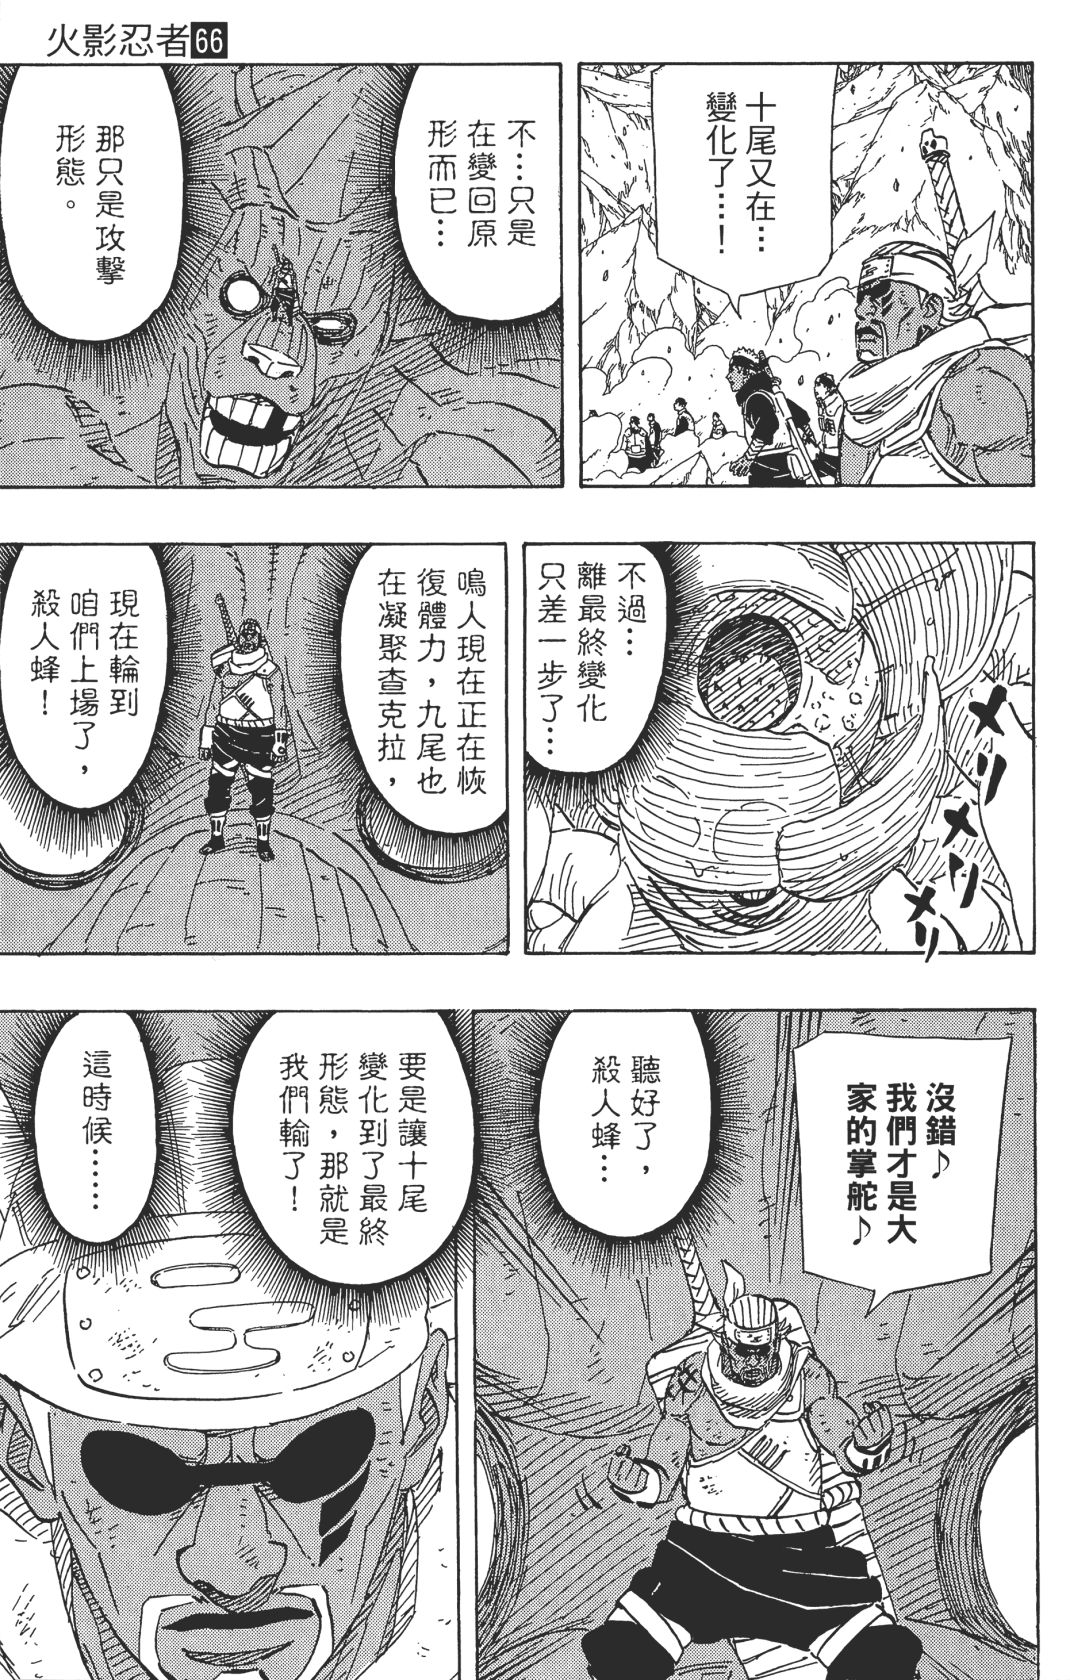 火影忍者66
十尾又在…
變化了…！
不…只是
在變回原
形而已…
那只是攻擊
形態。
不過…
離最終變化
只差一步了…
メリ
メリ
メリ
鳴人現在正在恢
復體力，九尾也
在凝聚查克拉，
現在輪到
咱們上場了，
殺人蜂！
沒錯♪
我們才是大
家的掌舵♪
聽好了，
殺人蜂…
要是讓十尾
變化到了最終
形態，那就是
我們輸了！
這時候……